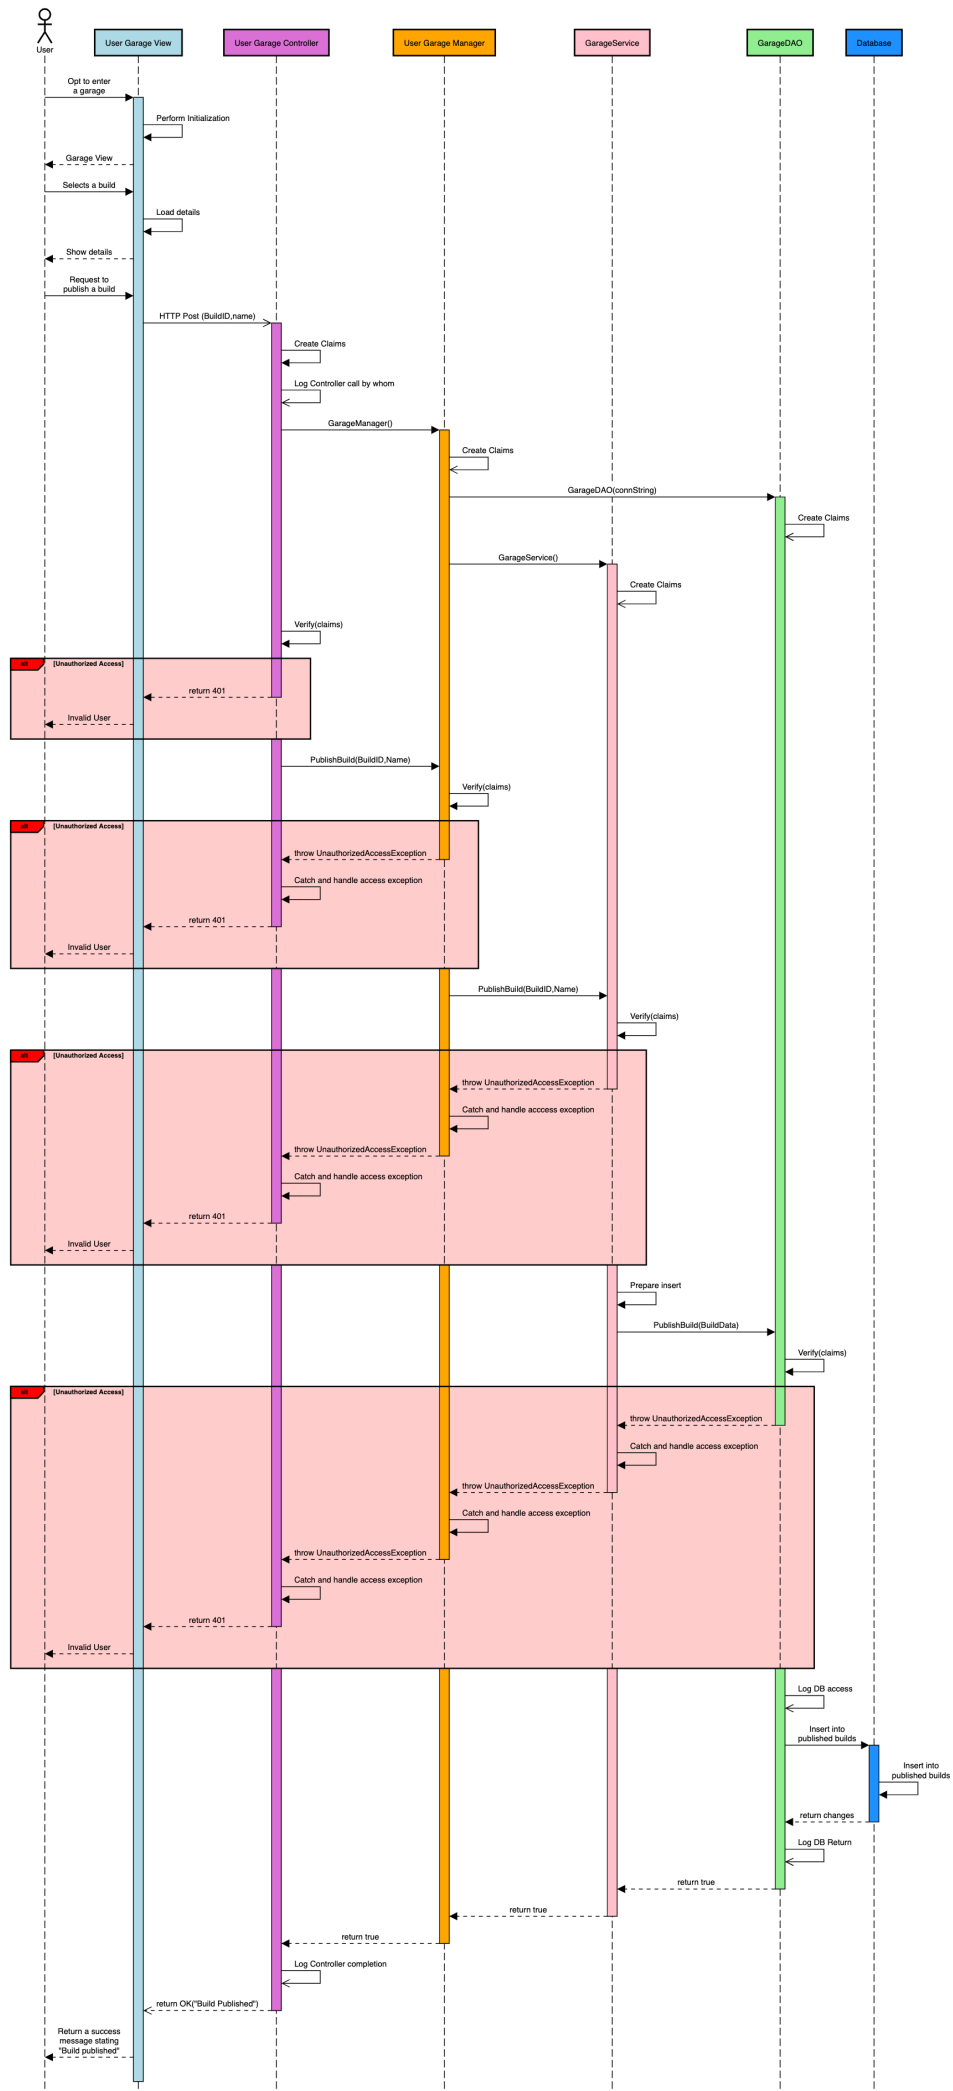 User
User Garage View
User Garage Controller
User Garage Manager
GarageService
GarageDAO
Database
Opt to enter
a garage
Perform Initialization
Garage View
Selects a build
Load details
Show details
Request to
publish a build
HTTP Post (BuildID,name)
Create Claims
Log Controller call by whom
GarageManager()
Create Claims
GarageDAO(connString)
Create Claims
GarageService()
Create Claims
Verify(claims)
alt
[Unauthorized Access]
return 401
Invalid User
PublishBuild(BuildID,Name)
Verify(claims)
alt
[Unauthorized Access]
throw UnauthorizedAccessException
Catch and handle access exception
return 401
Invalid User
PublishBuild(BuildID,Name)
Verify(claims)
alt
[Unauthorized Access]
throw UnauthorizedAccessException
Catch and handle acccess exception
throw UnauthorizedAccessException
Catch and handle access exception
return 401
Invalid User
Prepare insert
PublishBuild(BuildData)
Verify(claims)
alt
[Unauthorized Access]
throw UnauthorizedAccessException
Catch and handle access exception
throw UnauthorizedAccessException
Catch and handle access exception
throw UnauthorizedAccessException
Catch and handle access exception
return 401
Invalid User
Log DB access
Insert into
published builds
Insert into
published builds
return changes
Log DB Return
return true
return true
return true
Log Controller completion
return OK("Build Published")
Return a success
message stating
"Build published"